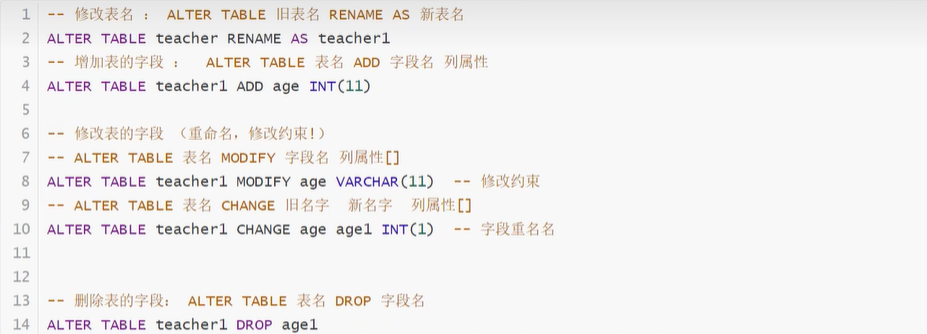 1 -- 修改表名 ： ALTER TABLE 旧表名 RENAME AS 新表名
2 ALTER TABLE teacher RENAME AS teacher1
3 -- 增加表的字段 ： ALTER TABLE 表名 ADD 字段名 列属性
4 ALTER TABLE teacher1 ADD age INT(11)
5
6 -- 修改表的字段 （重命名，修改约束!）
7 -- ALTER TABLE 表名 MODIFY 字段名 列属性[]
8 ALTER TABLE teacher1 MODIFY age VARCHAR(11) -- 修改约束
9 -- ALTER TABLE 表名 CHANGE 旧名字 新名字 列属性[]
10 ALTER TABLE teacher1 CHANGE age age1 INT(1) -- 字段重名名
11
12
13 -- 删除表的字段： ALTER TABLE 表名 DROP 字段名
14 ALTER TABLE teacher1 DROP age1